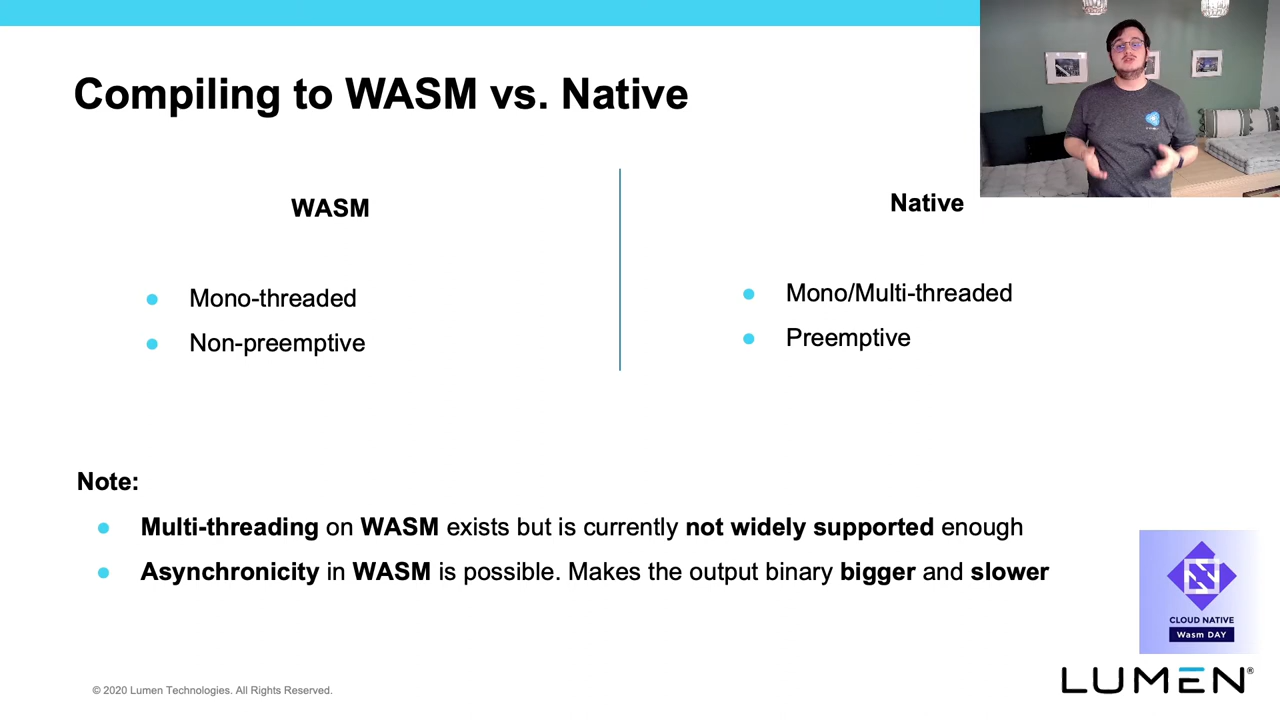 Compiling to WASM vs. Native
WASM
● Mono-threaded
● Non-preemptive
Native
● Mono/Multi-threaded
● Preemptive
Note:
● Multi-threading on WASM exists but is currently not widely supported enough
● Asynchronicity in WASM is possible. Makes the output binary bigger and slower
CLOUD NATIVE
Wasm DAY
© 2020 Lumen Technologies. All Rights Reserved.
LUMEN®